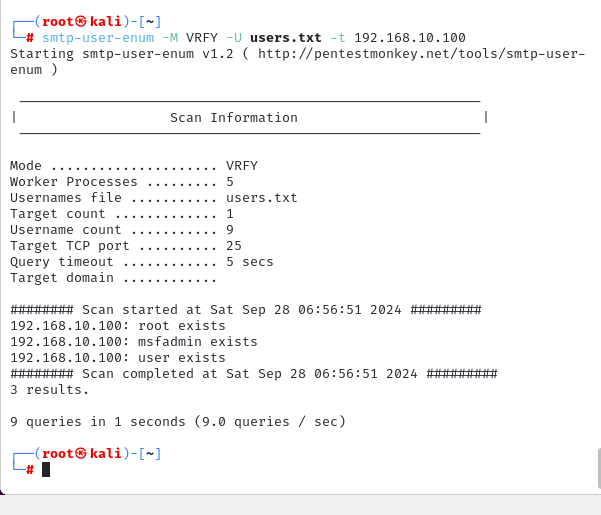 ┌──(root㉿kali)-[~]
└─# smtp-user-enum -M VRFY -U users.txt -t 192.168.10.100
Starting smtp-user-enum v1.2 ( http://pentestmonkey.net/tools/smtp-user-
enum )
 ----------------------------------------------------------
|                   Scan Information                       |
 ----------------------------------------------------------
Mode ..................... VRFY
Worker Processes ......... 5
Usernames file ........... users.txt
Target count ............. 1
Username count ........... 9
Target TCP port .......... 25
Query timeout ............ 5 secs
Target domain ............
######## Scan started at Sat Sep 28 06:56:51 2024 #########
192.168.10.100: root exists
192.168.10.100: msfadmin exists
192.168.10.100: user exists
######## Scan completed at Sat Sep 28 06:56:51 2024 #########
3 results.
9 queries in 1 seconds (9.0 queries / sec)
┌──(root㉿kali)-[~]
└─#